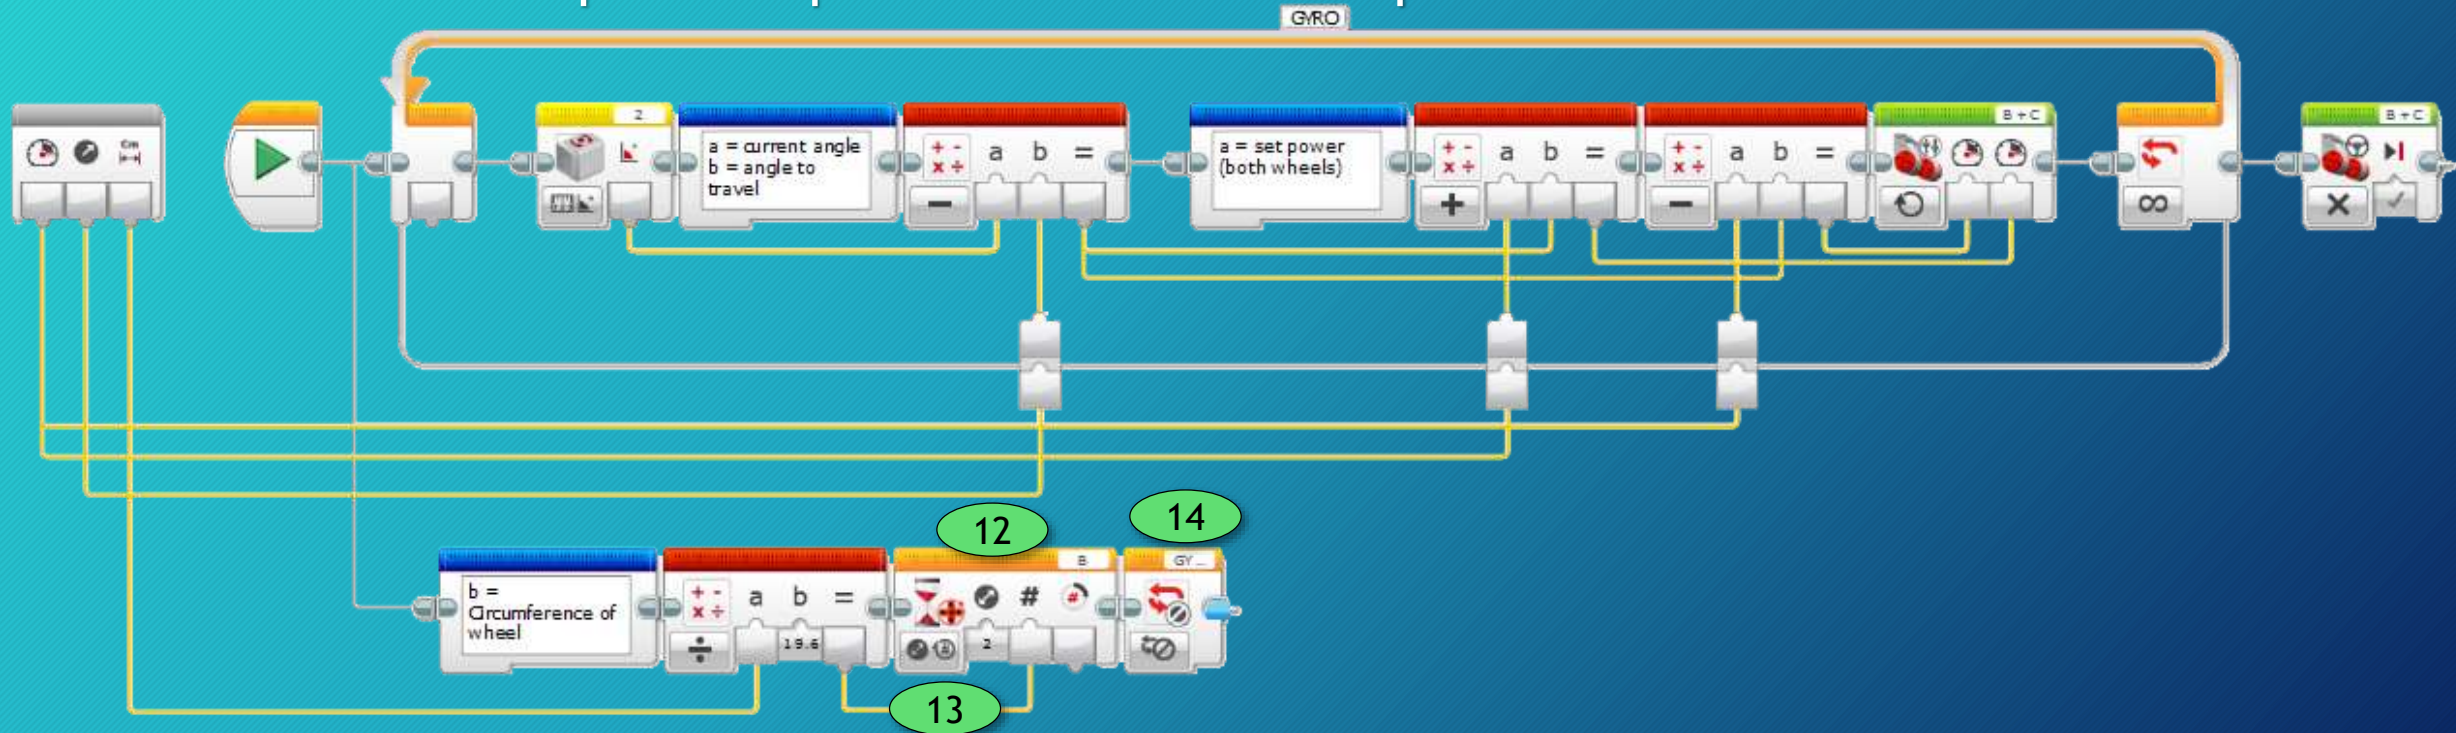 GYRO
cm
2
a = current angle
b = angle to
travel
a b =
a = set power
(both wheels)
a b =
a b =
B + C
B + C
12
14
b =
Circumference of
wheel
a b =
19.6
B
#
#
2
GY...
13